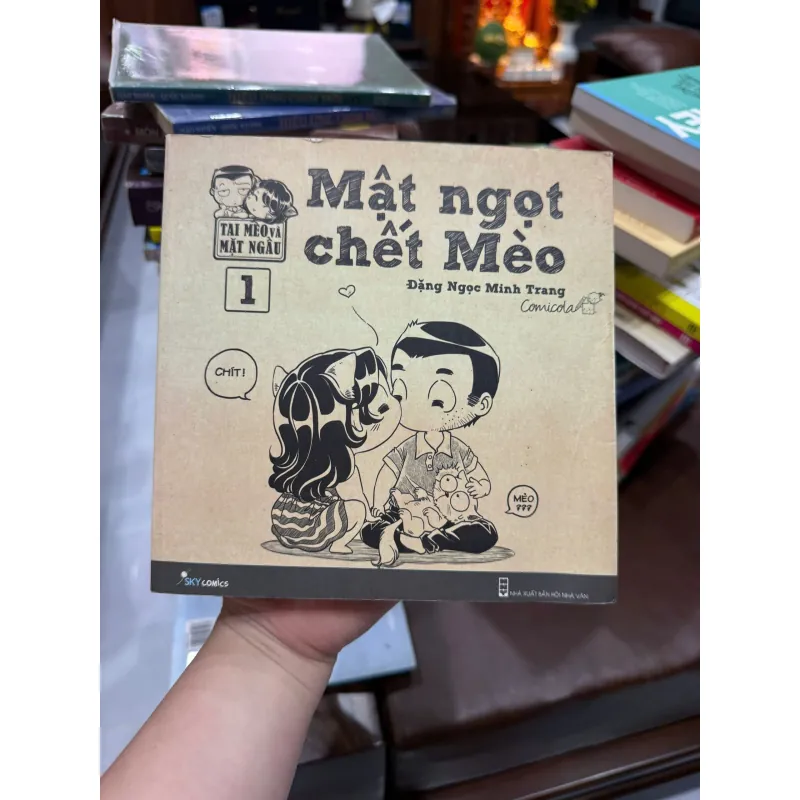 Mật ngọt
chết Mèo
TAI MÈO VÀ
MẶT NGẦU
1
Đặng Ngọc Minh Trang
Comicola
CHÍT!
MÈO
???
SKY COMICS
NHÀ XUẤT BẢN HỘI NHÀ VĂN